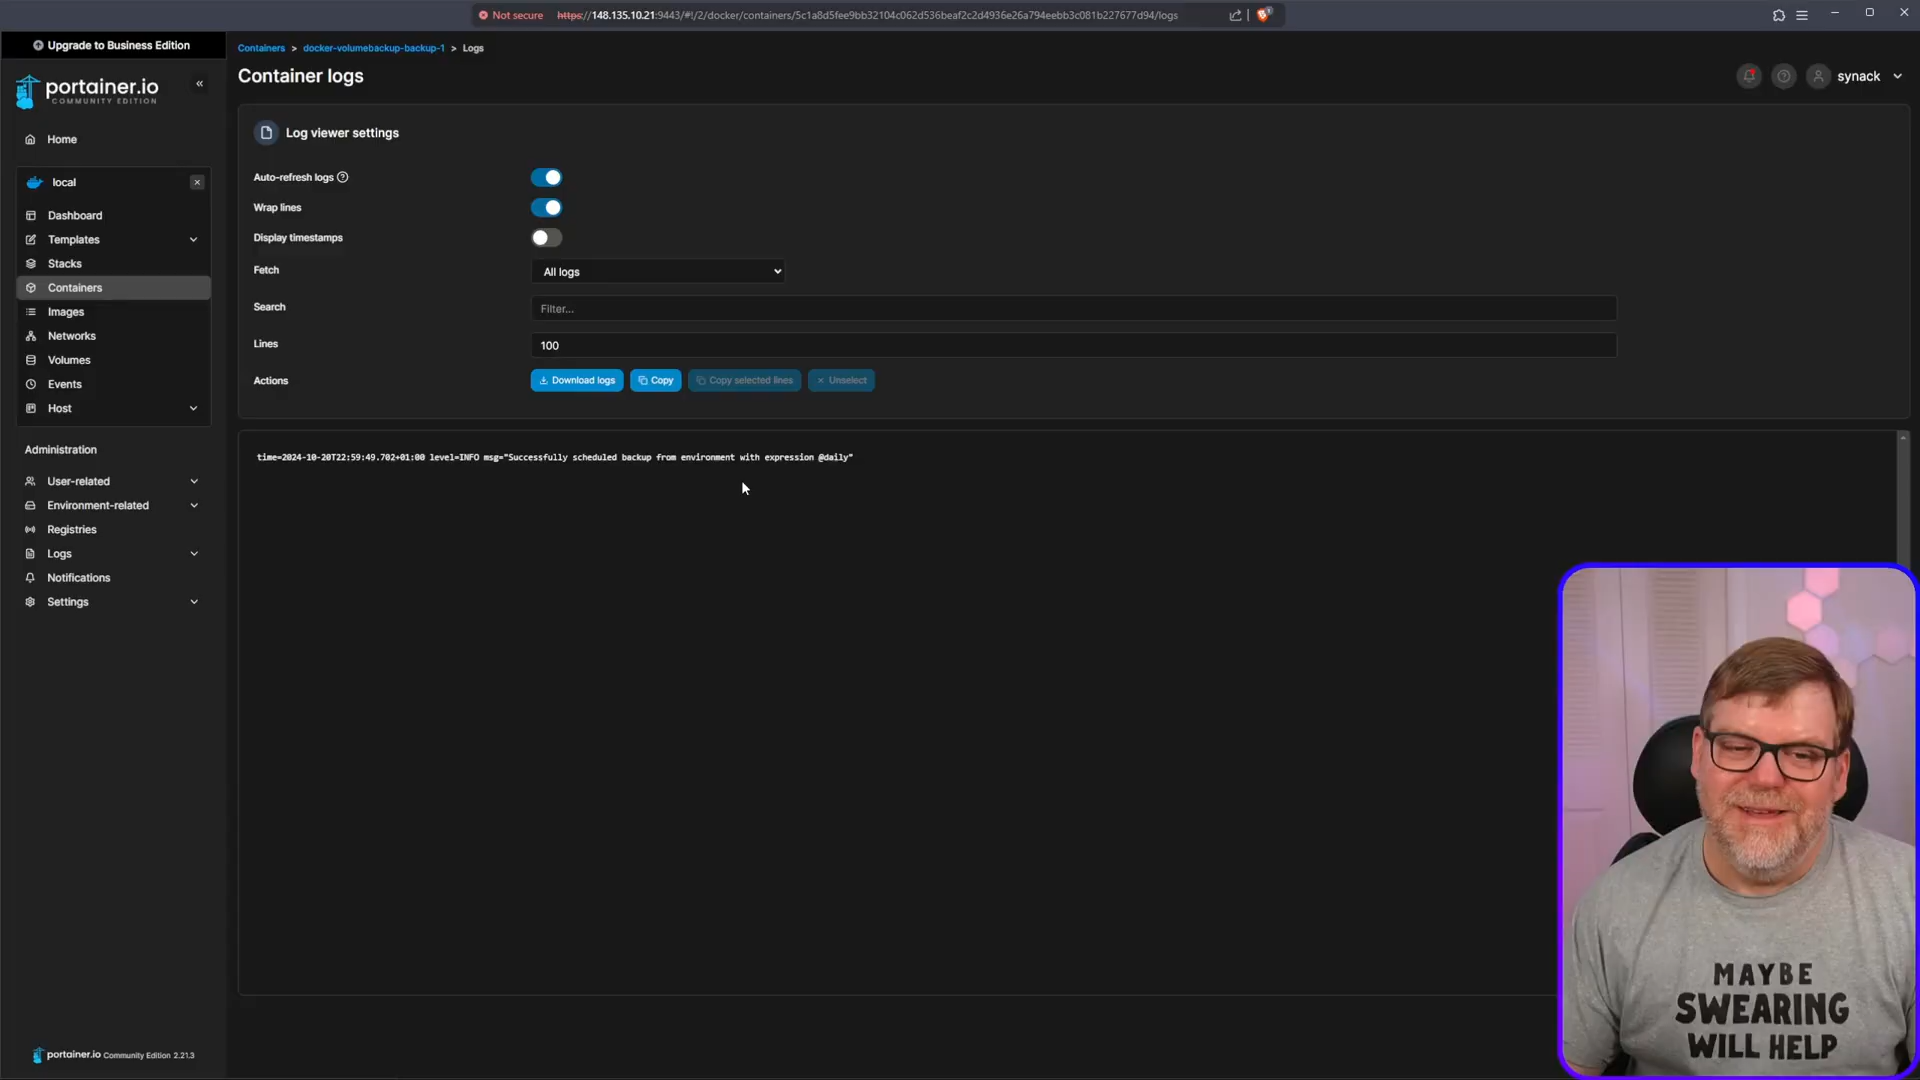 Not secure https://148.135.10.21:9443/#!/2/docker/containers/5c1a8d5fee9bb32104c062d536beaf2c2d4936e26a794eebb3c081b227677d94/logs
Upgrade to Business Edition
portainer.io
COMMUNITY EDITION
Home
local
Dashboard
Templates
Stacks
Containers
Images
Networks
Volumes
Events
Host
Administration
User-related
Environment-related
Registries
Logs
Notifications
Settings
portainer.io Community Edition 2.21.3
Containers > docker-volumebackup-backup-1 > Logs
Container logs
synack
Log viewer settings
Auto-refresh logs
Wrap lines
Display timestamps
Fetch All logs
Search Filter...
Lines 100
Actions Download logs Copy Copy selected lines Unselect
time=2024-10-20T22:59:49.702+01:00 level=INFO msg="Successfully scheduled backup from environment with expression @daily"
MAYBE
SWEARING
WILL HELP